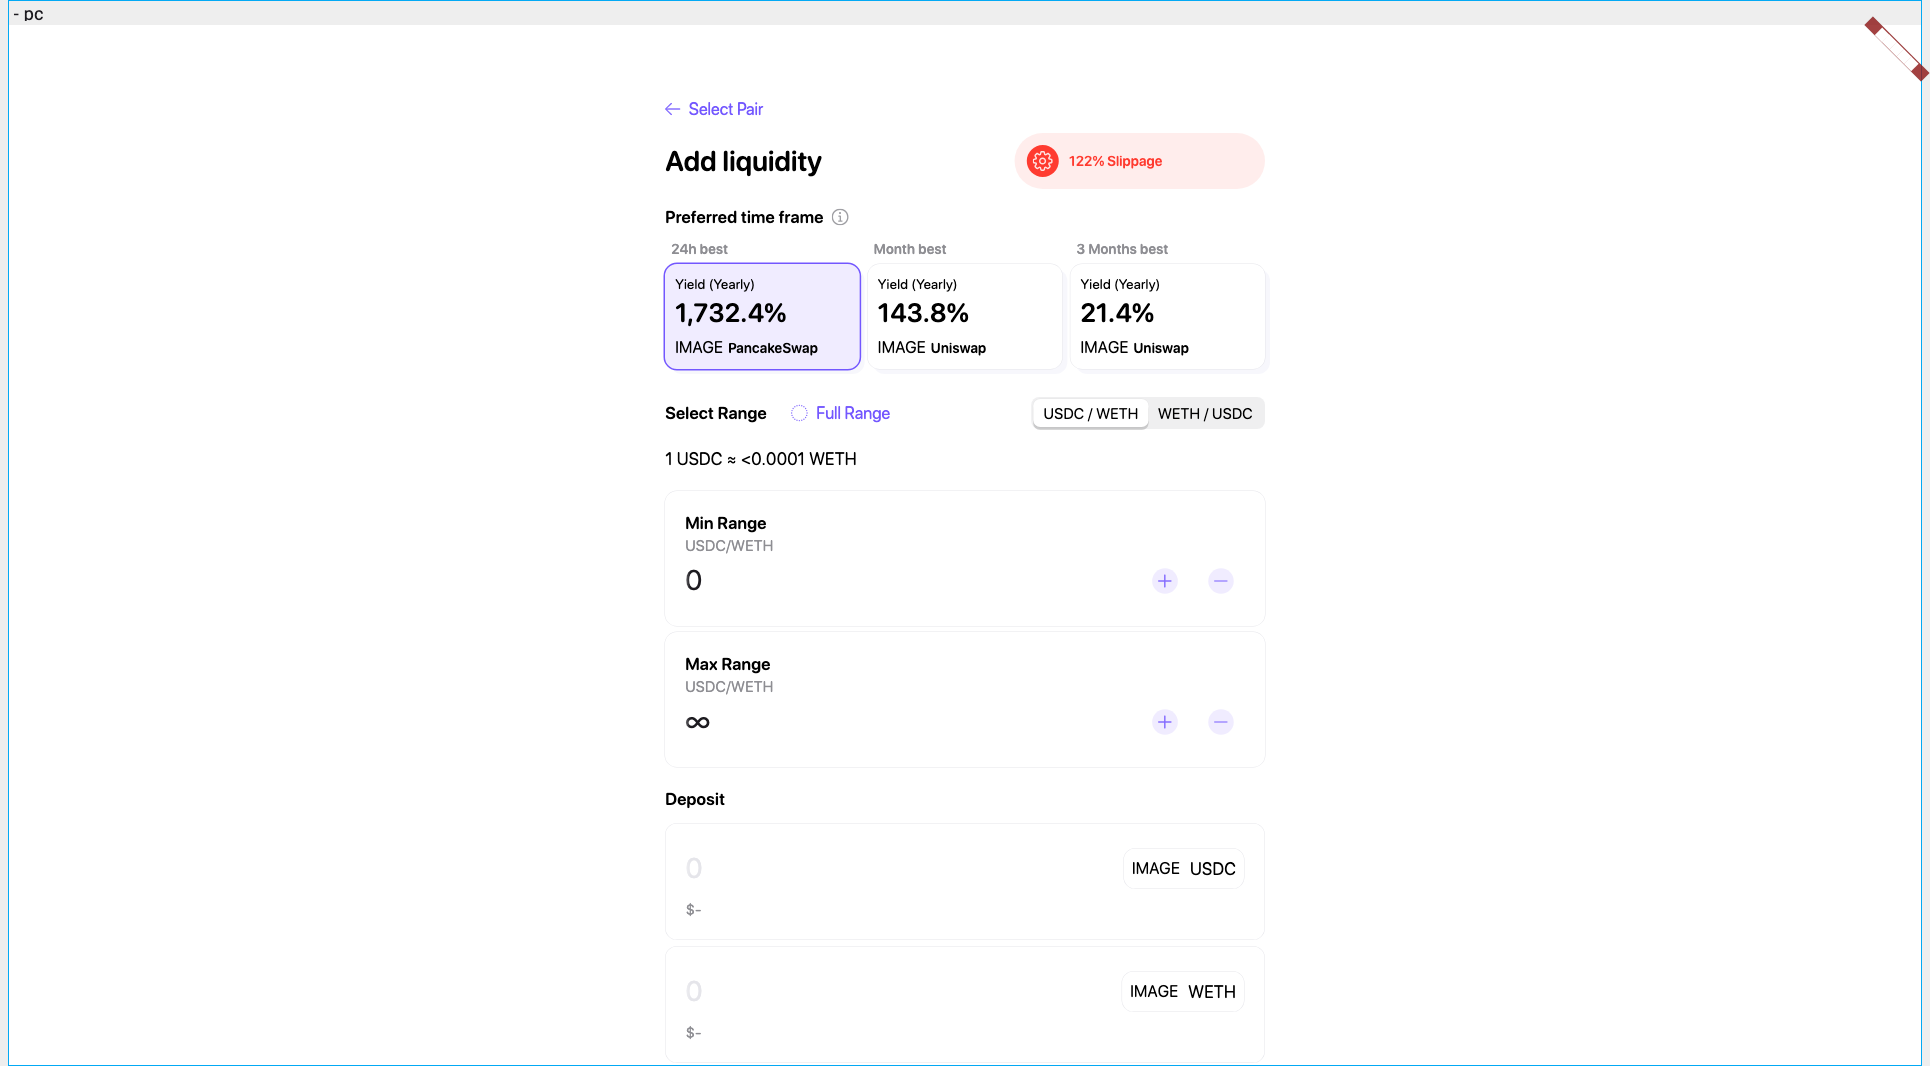 - pc
Select Pair
Add liquidity
122% Slippage
Preferred time frame
24h best
Yield (Yearly)
1,732.4%
IMAGE PancakeSwap
Month best
Yield (Yearly)
143.8%
IMAGE Uniswap
3 Months best
Yield (Yearly)
21.4%
IMAGE Uniswap
Select Range
Full Range
USDC / WETH
WETH / USDC
1 USDC ≈ <0.0001 WETH
Min Range
USDC/WETH
0
Max Range
USDC/WETH
∞
Deposit
0
IMAGE USDC
$-
0
IMAGE WETH
$-